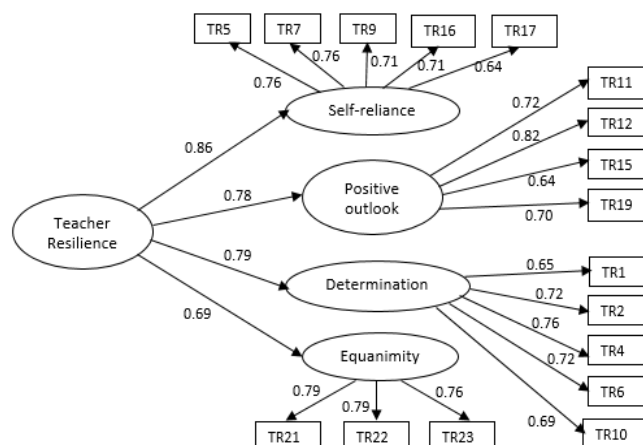 TR5
TR7
TR9
TR16
TR17
0.76
0.76
0.71
0.71
0.64
Self-reliance
TR11
TR12
TR15
TR19
0.72
0.82
0.64
0.70
Positive
outlook
0.86
0.78
0.79
0.69
Teacher
Resilience
Determination
0.65
0.72
0.76
0.72
0.69
TR1
TR2
TR4
TR6
TR10
Equanimity
0.79
0.79
0.76
TR21
TR22
TR23